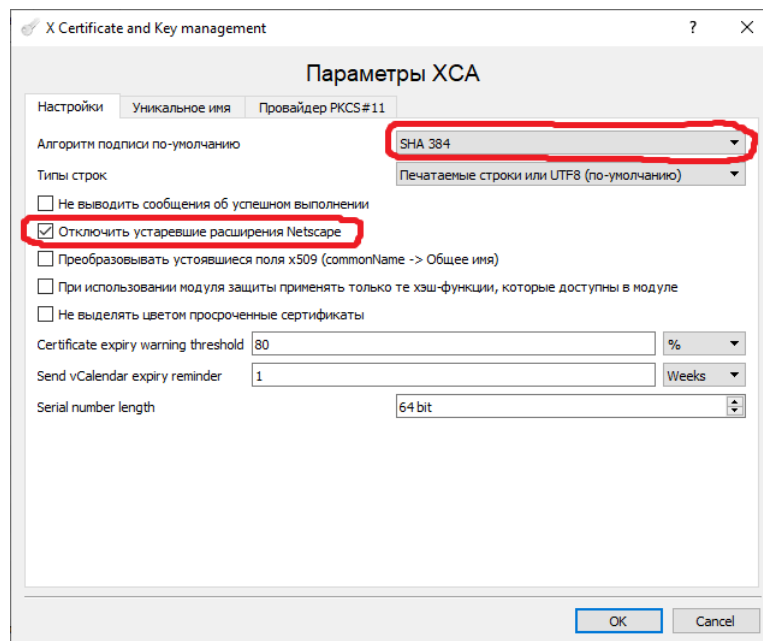 X Certificate and Key management ? X
Параметры XCA
Настройки Уникальное имя Провайдер PKCS#11
Алгоритм подписи по-умолчанию SHA 384
Типы строк Печатаемые строки или UTF8 (по-умолчанию)
Не выводить сообщения об успешном выполнении
Отключить устаревшие расширения Netscape
Преобразовывать устоявшиеся поля x509 (commonName -> Общее имя)
При использовании модуля защиты применять только те хэш-функции, которые доступны в модуле
Не выделять цветом просроченные сертификаты
Certificate expiry warning threshold 80 %
Send vCalendar expiry reminder 1 Weeks
Serial number length 64 bit
OK Cancel